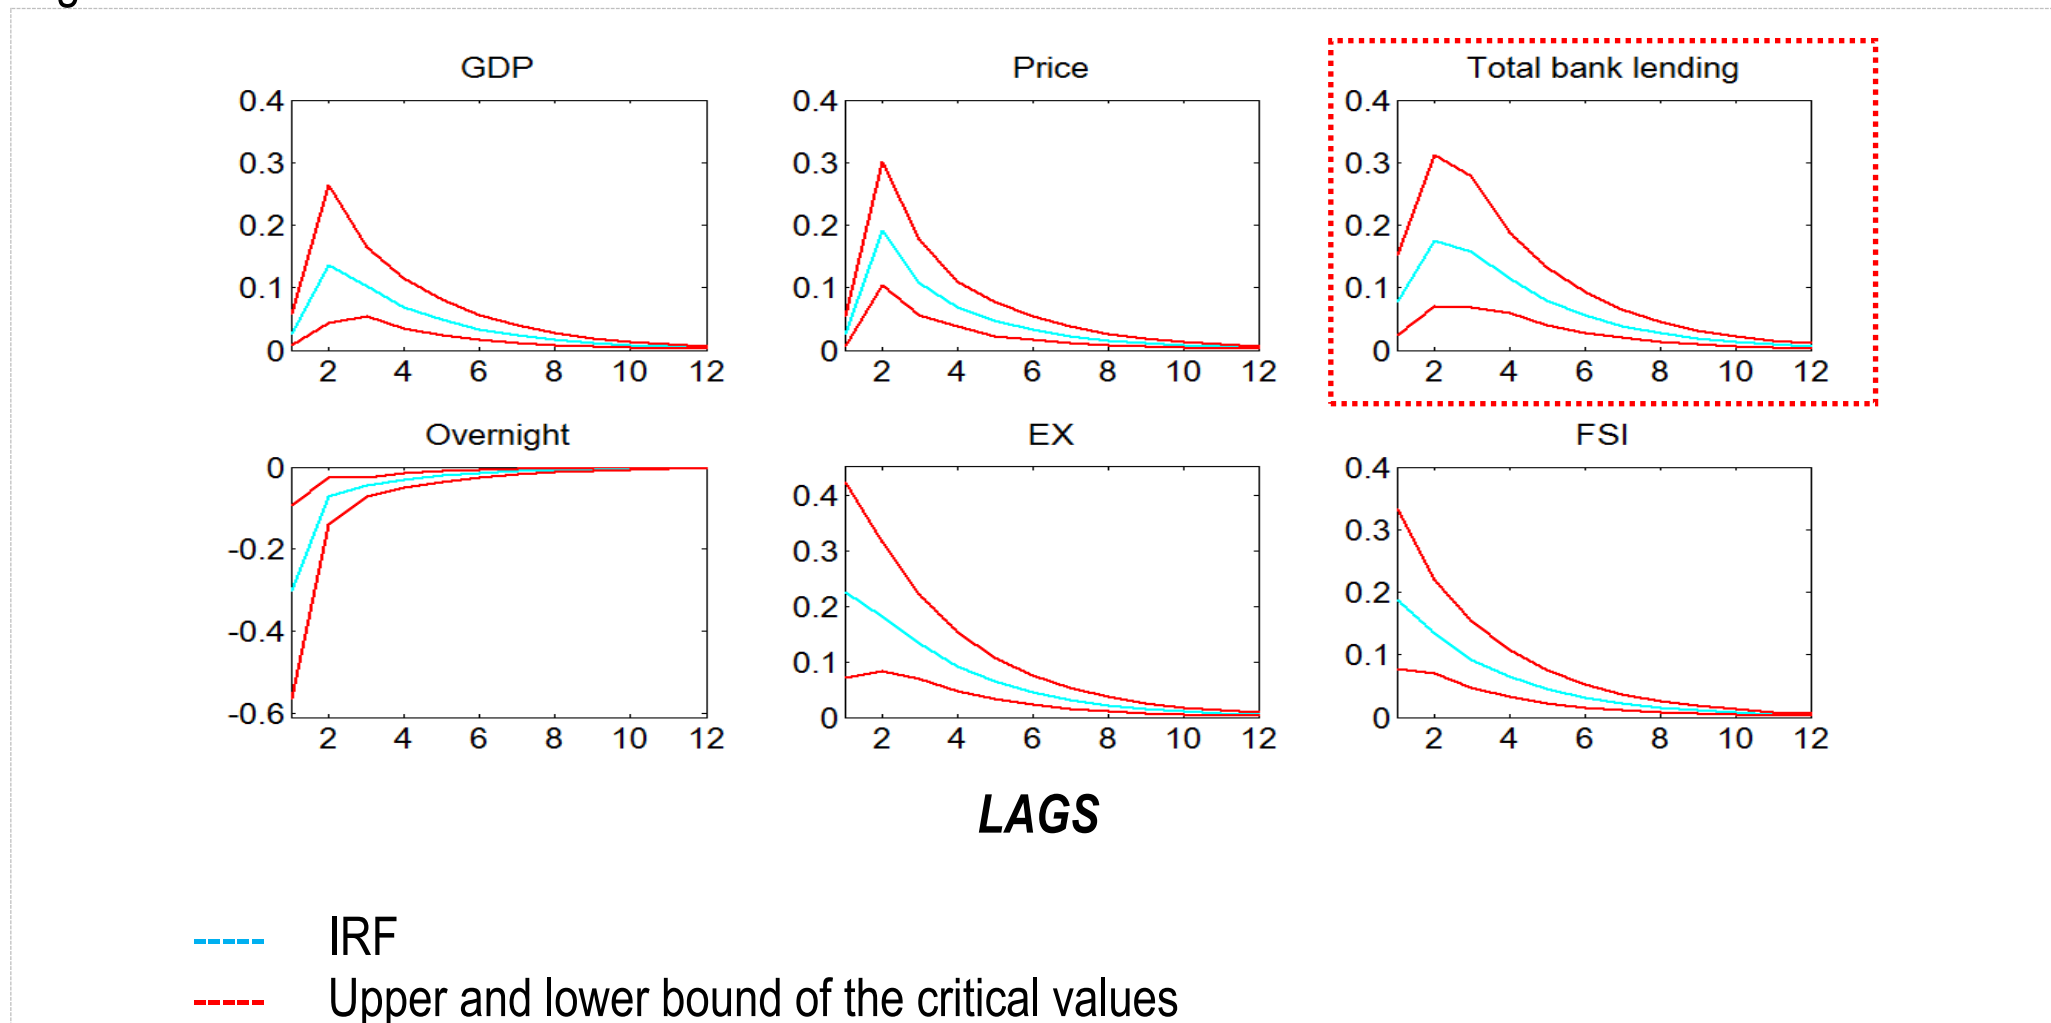 GDP Price Total bank lending
0.4 0.4 0.4
0.3 0.3 0.3
0.2 0.2 0.2
0.1 0.1 0.1
0 0 0
2 4 6 8 10 12 2 4 6 8 10 12 2 4 6 8 10 12
Overnight EX FSI
0 0.4
0.4 0.3
-0.2 0.3 0.2
-0.4 0.2 0.1
0.1
-0.6 0 0
2 4 6 8 10 12 2 4 6 8 10 12 2 4 6 8 10 12
LAGS
IRF
Upper and lower bound of the critical values